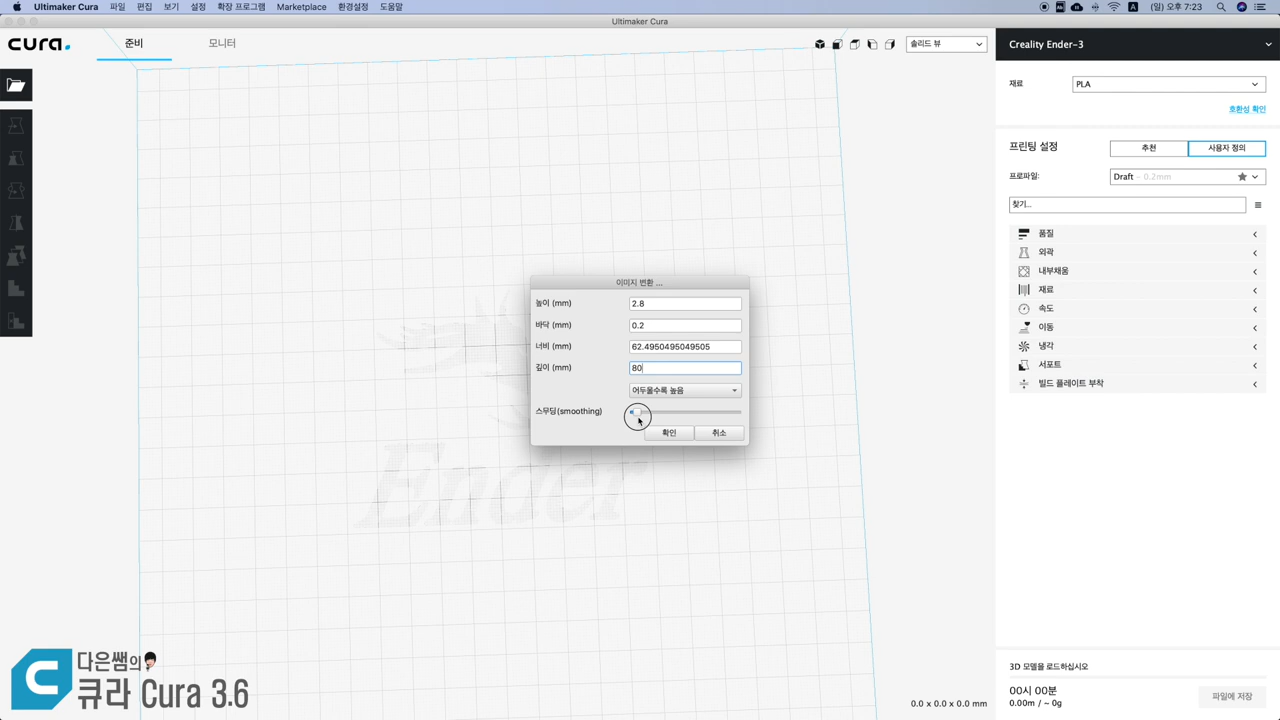 Ultimaker Cura 파일 편집 보기 설정 확장 프로그램 Marketplace 환경설정 도움말 A (일) 오후 7:23
Ultimaker Cura
cura.
준비 모니터
솔리드 뷰
Creality Ender-3
재료 PLA
호환성 확인
프린팅 설정 추천 사용자 정의
프로파일: Draft - 0.2mm
찾기...
품질
외곽
내부채움
재료
속도
이동
냉각
서포트
빌드 플레이트 부착
이미지 변환 ...
높이 (mm) 2.8
바닥 (mm) 0.2
너비 (mm) 62.4950495049505
깊이 (mm) 80
어두울수록 높음
스무딩(smoothing)
확인 취소
Ender
다은쌤의
큐라 Cura 3.6
3D 모델을 로드하십시오
00시 00분
0.00m / ~ 0g
파일에 저장
0.0 x 0.0 x 0.0 mm